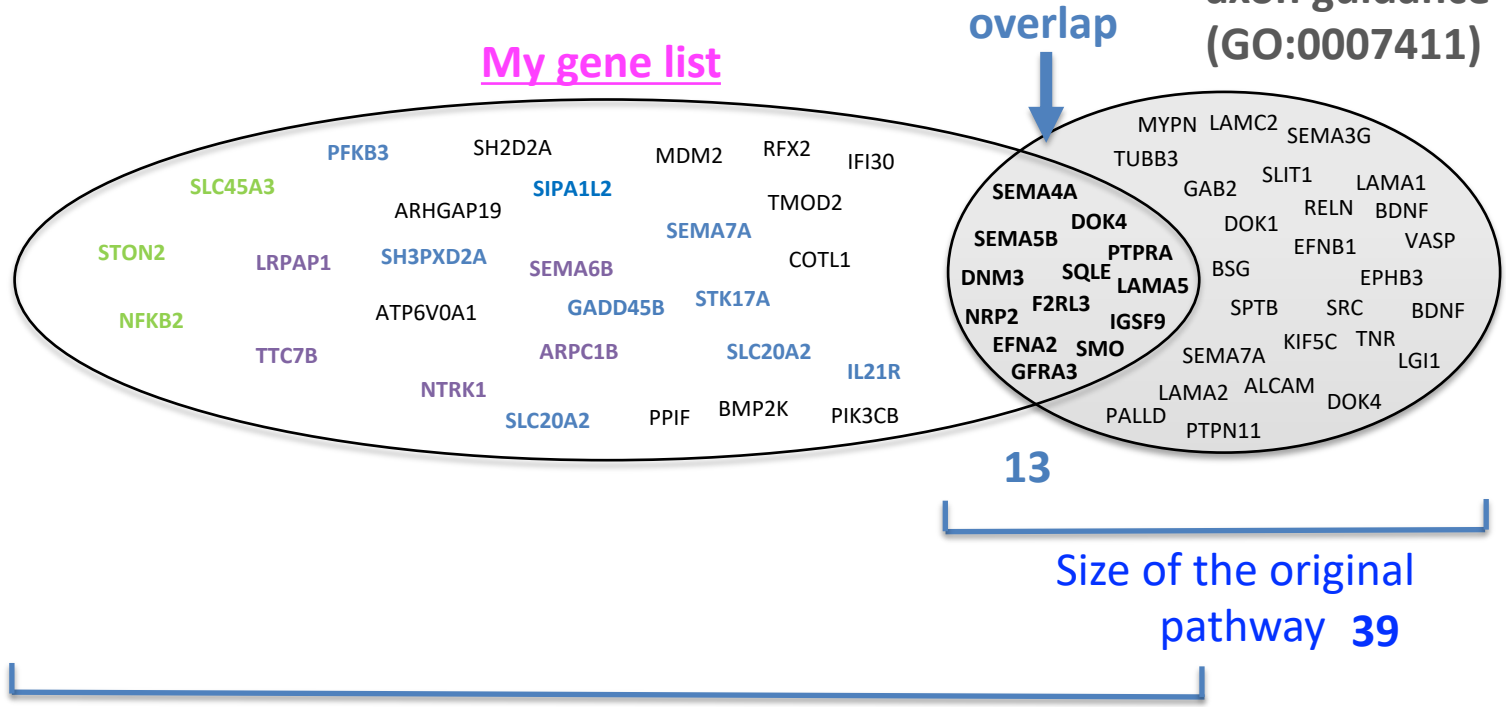 axon guidance
(GO:0007411)
overlap
My gene list
PFKB3 SH2D2A MDM2 RFX2 IFI30
SLC45A3 SIPA1L2 TMOD2
ARHGAP19 SEMA7A
STON2 LRPAP1 SH3PXD2A SEMA6B COTL1
NFKB2 ATP6V0A1 GADD45B STK17A
TTC7B ARPC1B SLC20A2 IL21R
NTRK1 SLC20A2 PPIF BMP2K PIK3CB
SEMA4A
DOK4
SEMA5B PTPRA
DNM3 SQLE LAMA5
NRP2 F2RL3 IGSF9
EFNA2 SMO
GFRA3
MYPN LAMC2 SEMA3G
TUBB3 GAB2 SLIT1 LAMA1
DOK1 RELN BDNF
EFNB1 VASP
BSG EPHB3
SPTB SRC BDNF
SEMA7A KIF5C TNR LGI1
LAMA2 ALCAM DOK4
PALLD PTPN11
13
Size of the original
pathway 39